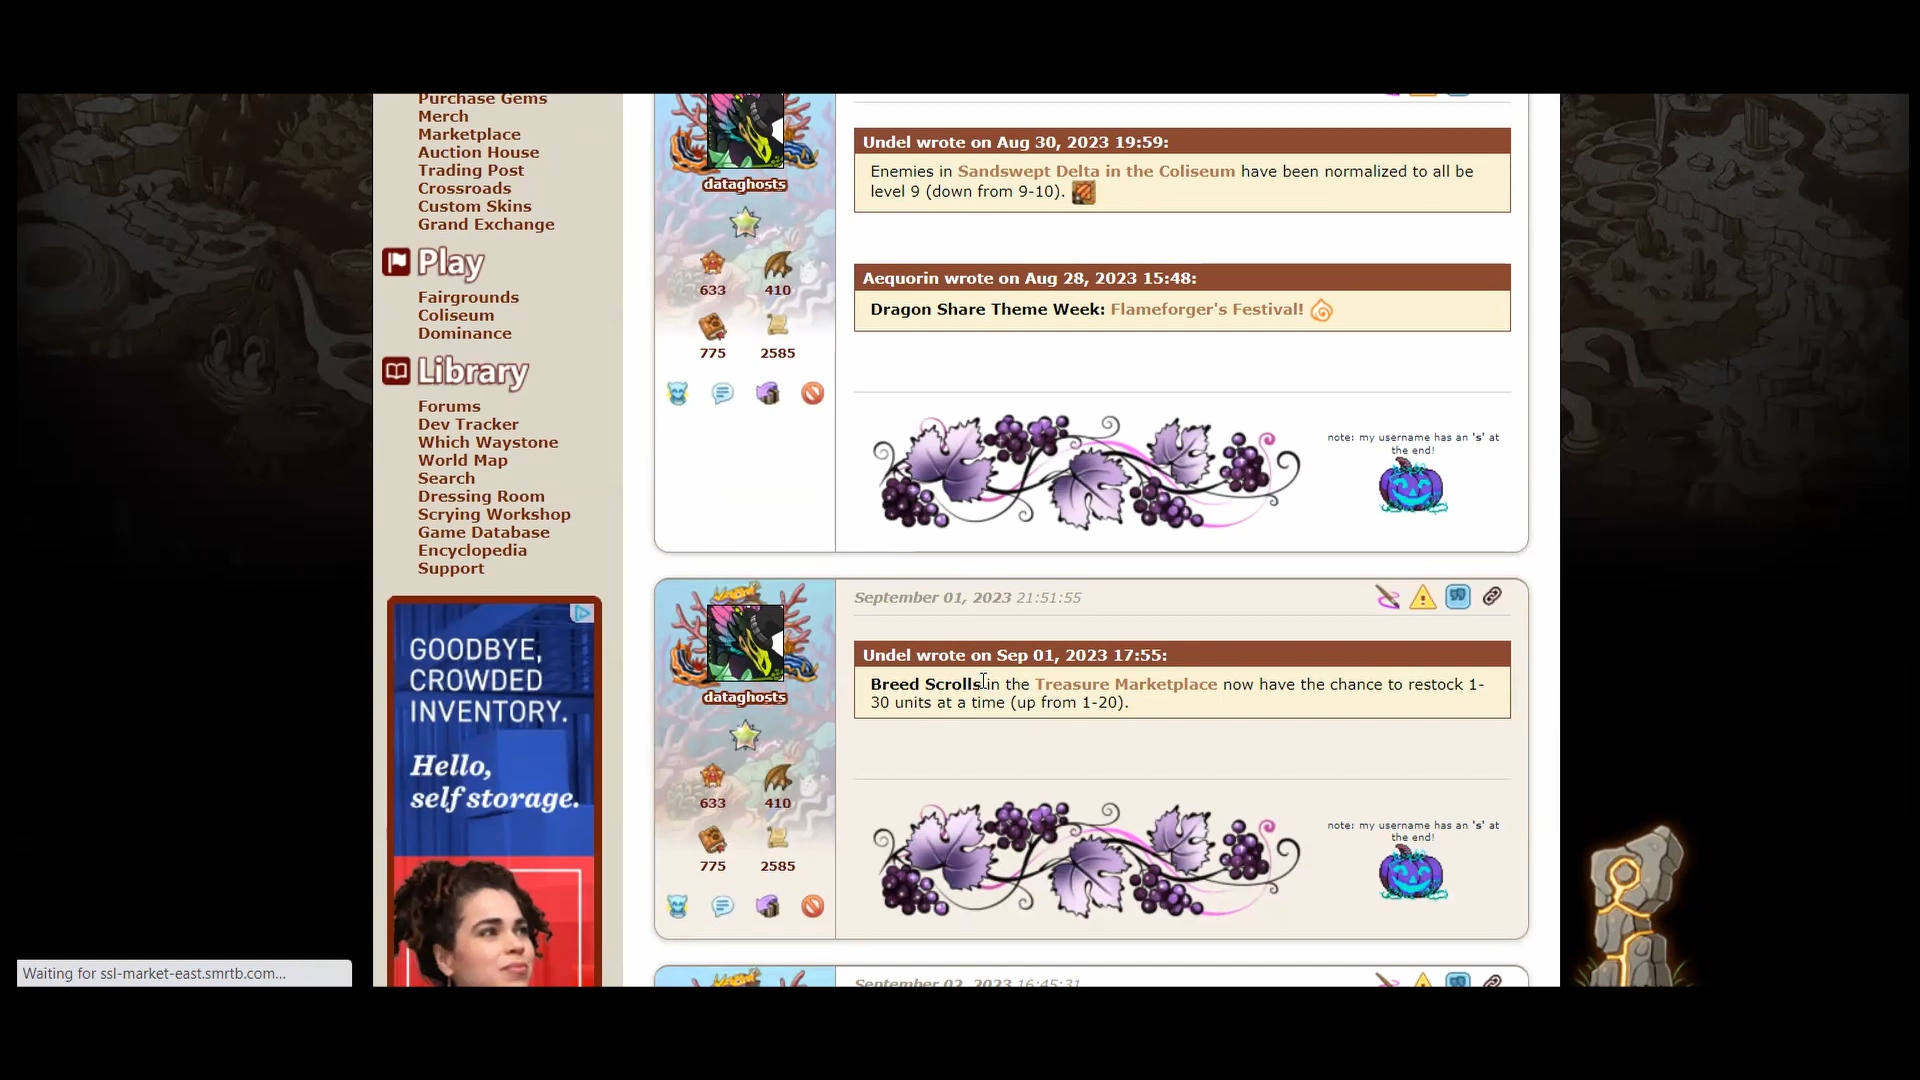 Purchase Gems
Merch
Marketplace
Auction House
Trading Post
Crossroads
Custom Skins
Grand Exchange
Play
Fairgrounds
Coliseum
Dominance
Library
Forums
Dev Tracker
Which Waystone
World Map
Search
Dressing Room
Scrying Workshop
Game Database
Encyclopedia
Support
GOODBYE,
CROWDED
INVENTORY.
Hello,
self storage.
dataghosts
633 410
775 2585
Undel wrote on Aug 30, 2023 19:59:
Enemies in Sandswept Delta in the Coliseum have been normalized to all be
level 9 (down from 9-10).
Aequorin wrote on Aug 28, 2023 15:48:
Dragon Share Theme Week: Flameforger's Festival!
note: my username has an 's' at
the end!
dataghosts
633 410
775 2585
September 01, 2023 21:51:55
Undel wrote on Sep 01, 2023 17:55:
Breed Scrolls in the Treasure Marketplace now have the chance to restock 1-
30 units at a time (up from 1-20).
note: my username has an 's' at
the end!
September 02, 2023 16:45:31
Waiting for ssl-market-east.smrtb.com...